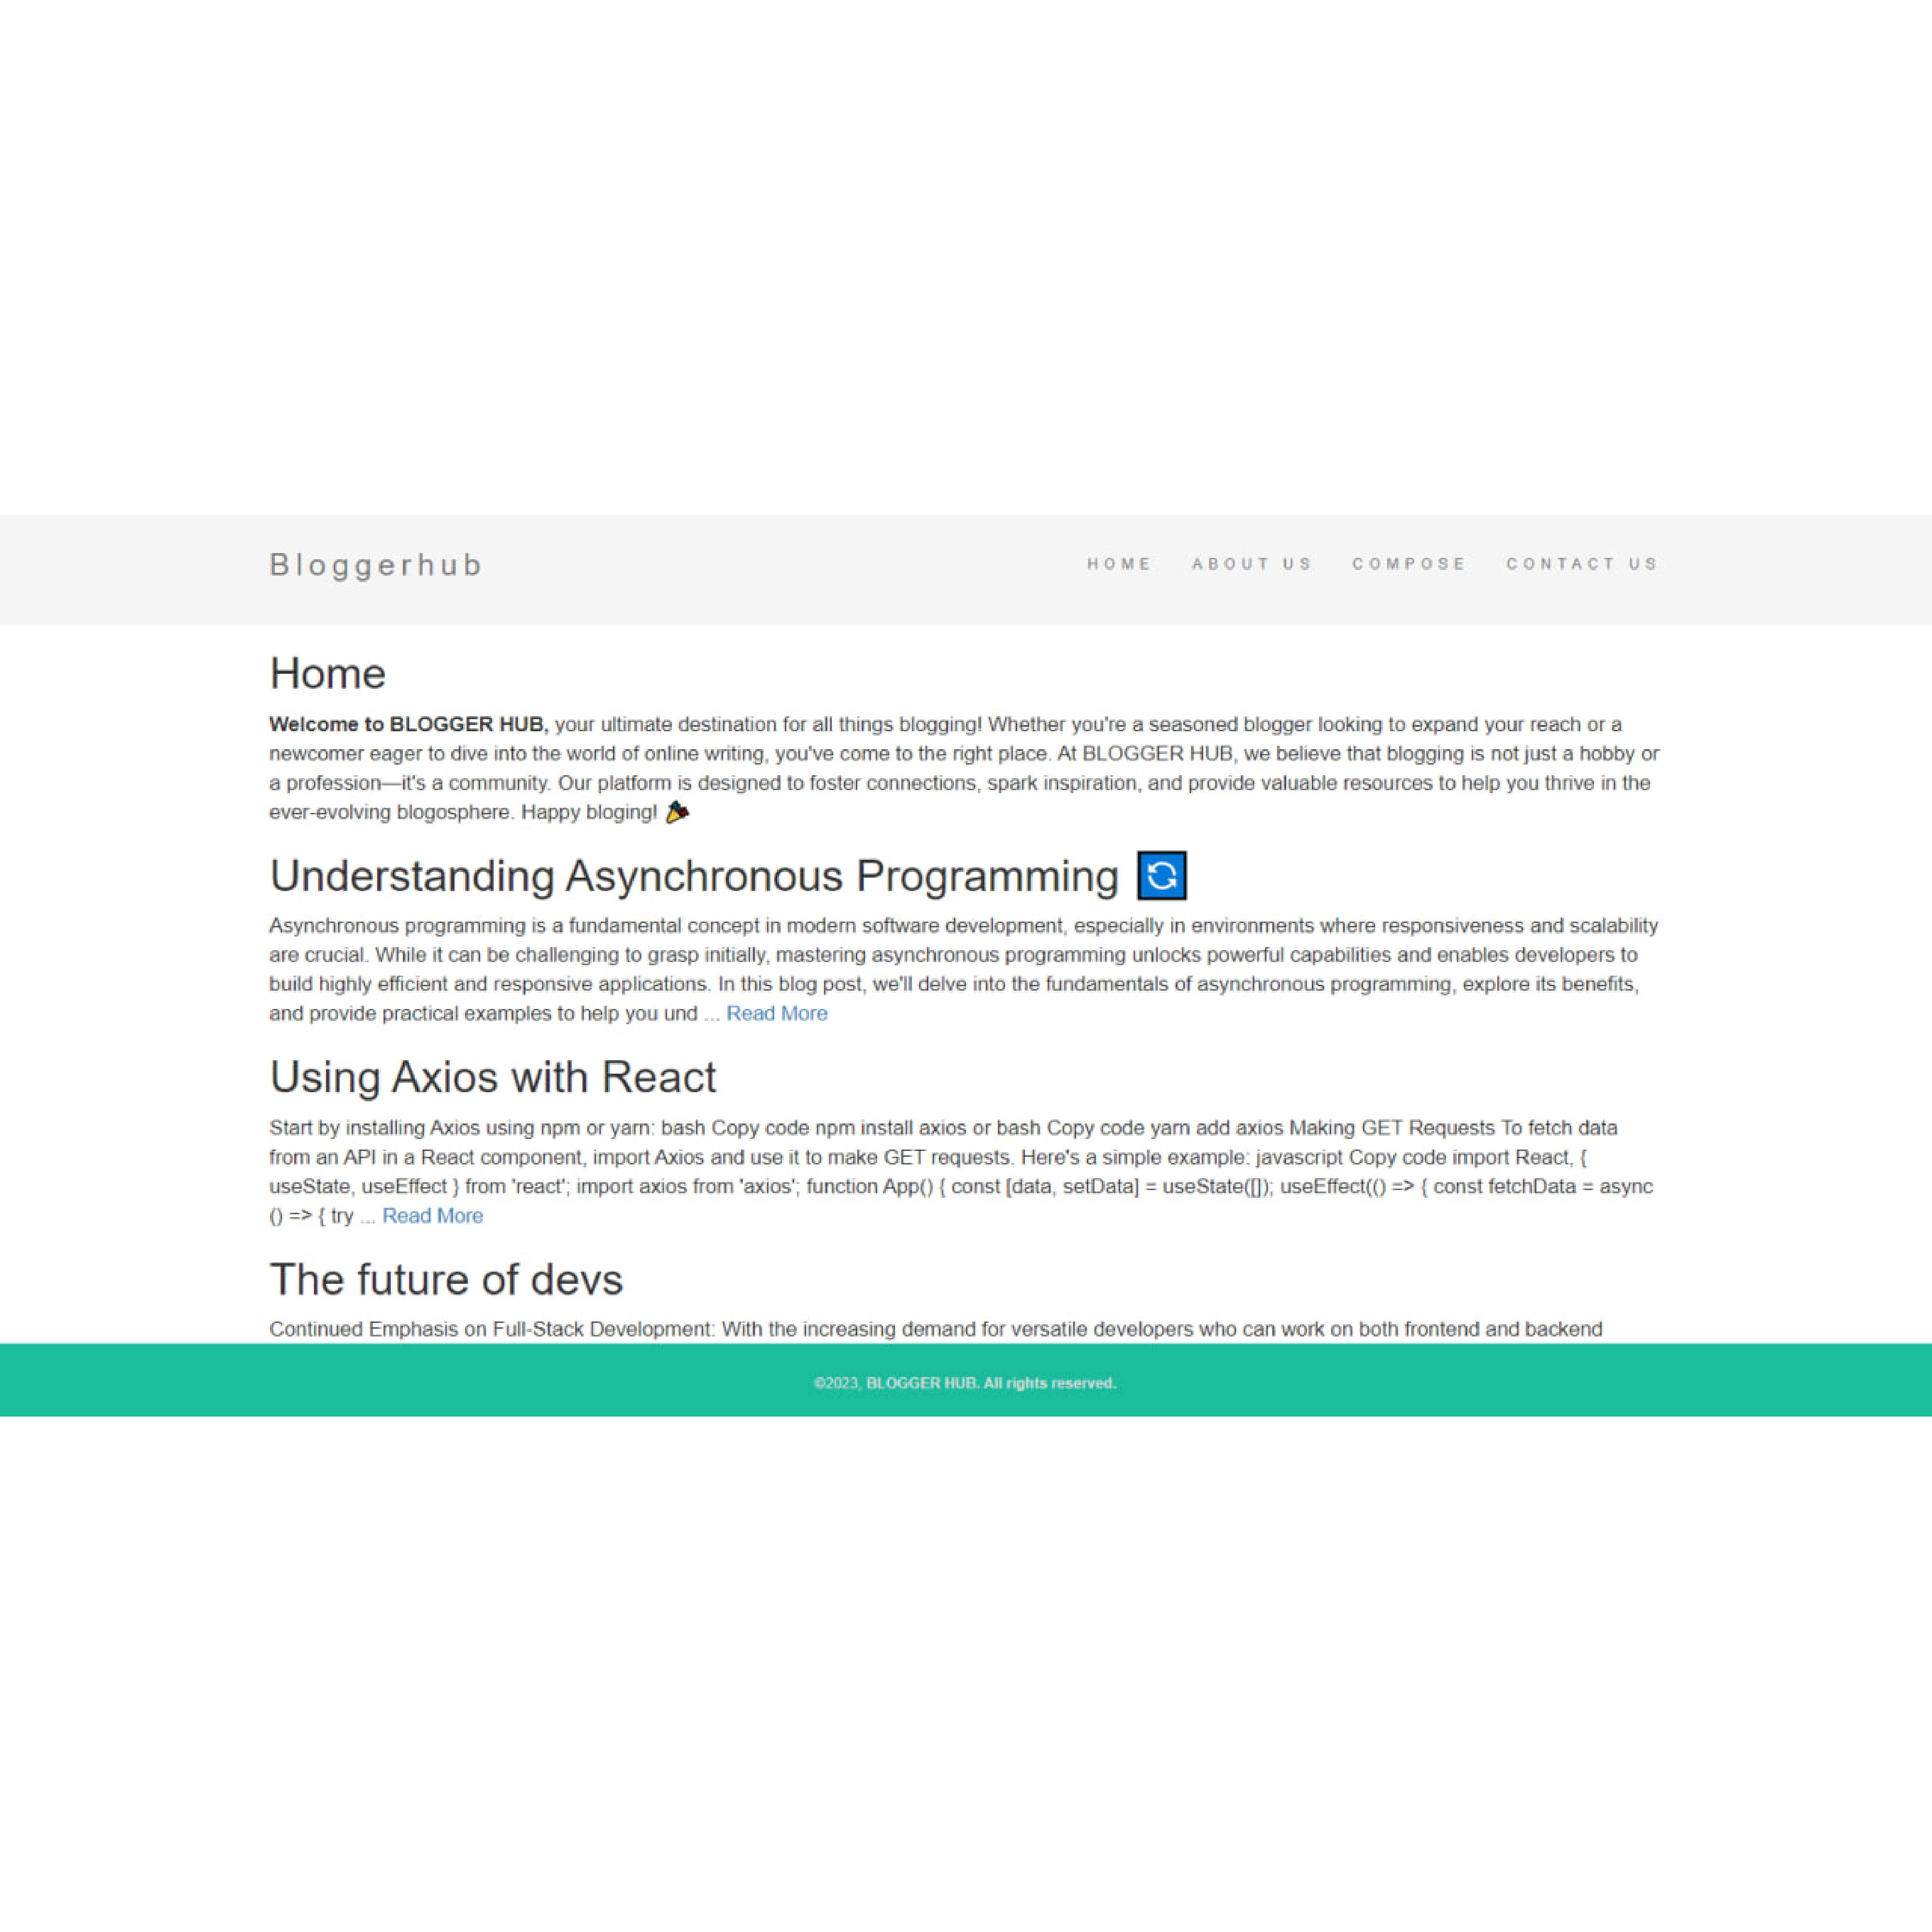 Bloggerhub
HOME ABOUT US COMPOSE CONTACT US
Home
Welcome to BLOGGER HUB, your ultimate destination for all things blogging! Whether you're a seasoned blogger looking to expand your reach or a
newcomer eager to dive into the world of online writing, you've come to the right place. At BLOGGER HUB, we believe that blogging is not just a hobby or
a profession—it's a community. Our platform is designed to foster connections, spark inspiration, and provide valuable resources to help you thrive in the
ever-evolving blogosphere. Happy bloging! 🎉
Understanding Asynchronous Programming 🔄
Asynchronous programming is a fundamental concept in modern software development, especially in environments where responsiveness and scalability
are crucial. While it can be challenging to grasp initially, mastering asynchronous programming unlocks powerful capabilities and enables developers to
build highly efficient and responsive applications. In this blog post, we'll delve into the fundamentals of asynchronous programming, explore its benefits,
and provide practical examples to help you und ... Read More
Using Axios with React
Start by installing Axios using npm or yarn: bash Copy code npm install axios or bash Copy code yarn add axios Making GET Requests To fetch data
from an API in a React component, import Axios and use it to make GET requests. Here's a simple example: javascript Copy code import React, {
useState, useEffect } from 'react'; import axios from 'axios'; function App() { const [data, setData] = useState([]); useEffect(() => { const fetchData = async
() => { try ... Read More
The future of devs
Continued Emphasis on Full-Stack Development: With the increasing demand for versatile developers who can work on both frontend and backend
©2023, BLOGGER HUB. All rights reserved.